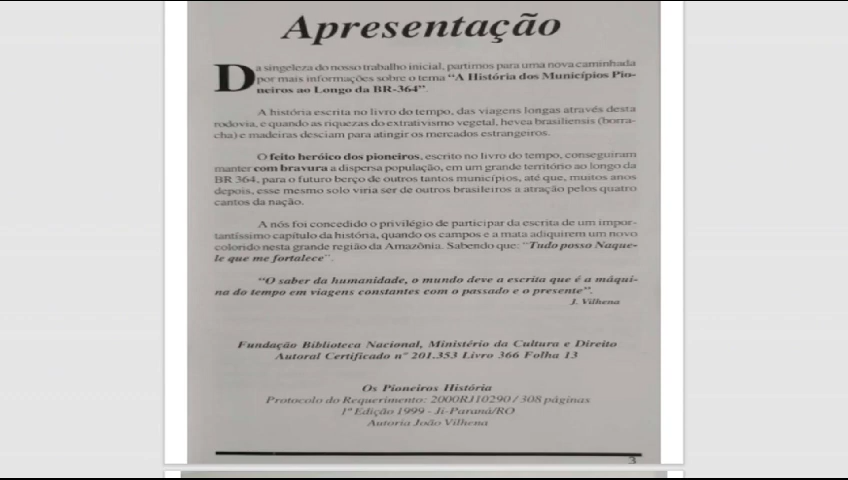 Apresentação
Da singeleza do nosso trabalho inicial, partimos para uma nova caminhada
por mais informações sobre o tema "A História dos Municípios Pio-
neiros ao Longo da BR-364".
A história escrita no livro do tempo, das viagens longas através desta
rodovia, e quando as riquezas do extrativismo vegetal, hevea brasiliensis (borra-
cha) e madeiras desciam para atingir os mercados estrangeiros.
O feito heróico dos pioneiros, escrito no livro do tempo, conseguiram
manter com bravura a dispersa população, em um grande território ao longo da
BR 364, para o futuro berço de outros tantos municípios, até que, muitos anos
depois, esse mesmo solo viria ser de outros brasileiros a atração pelos quatro
cantos da nação.
A nós foi concedido o privilégio de participar da escrita de um impor-
tantíssimo capítulo da história, quando os campos e a mata adquirem um novo
colorido nesta grande região da Amazônia. Sabendo que: "Tudo posso Naque-
le que me fortalece".
"O saber da humanidade, o mundo deve a escrita que é a máqui-
na do tempo em viagens constantes com o passado e o presente".
J. Vilhena
Fundação Biblioteca Nacional, Ministério da Cultura e Direito
Autoral Certificado nº 201.353 Livro 366 Folha 13
Os Pioneiros História
Protocolo do Requerimento: 2000RJ10290 / 308 páginas
1ª Edição 1999 - Ji-Paraná/RO
Autoria João Vilhena
3